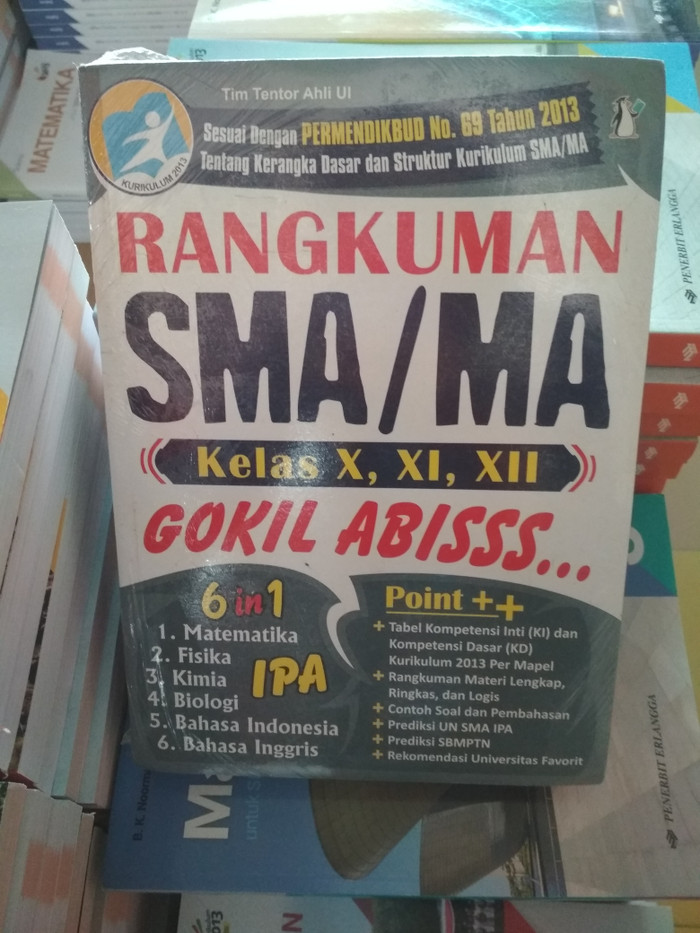 Tim Tentor Ahli UI
Sesuai Dengan PERMENDIKBUD No. 69 Tahun 2013
Tentang Kerangka Dasar dan Struktur Kurikulum SMA/MA
KURIKULUM 2013
RANGKUMAN
SMA/MA
Kelas X, XI, XII
GOKIL ABISSS...
6 in 1
1. Matematika
2. Fisika
3. Kimia
4. Biologi
5. Bahasa Indonesia
6. Bahasa Inggris
IPA
Point ++
+ Tabel Kompetensi Inti (KI) dan
Kompetensi Dasar (KD)
Kurikulum 2013 Per Mapel
+ Rangkuman Materi Lengkap,
Ringkas, dan Logis
+ Contoh Soal dan Pembahasan
+ Prediksi UN SMA IPA
+ Prediksi SBMPTN
+ Rekomendasi Universitas Favorit
MATEMATIKA
PENERBIT ERLANGGA
PENERBIT ERLANGGA
B. K. Noorm
Ma
untuk S